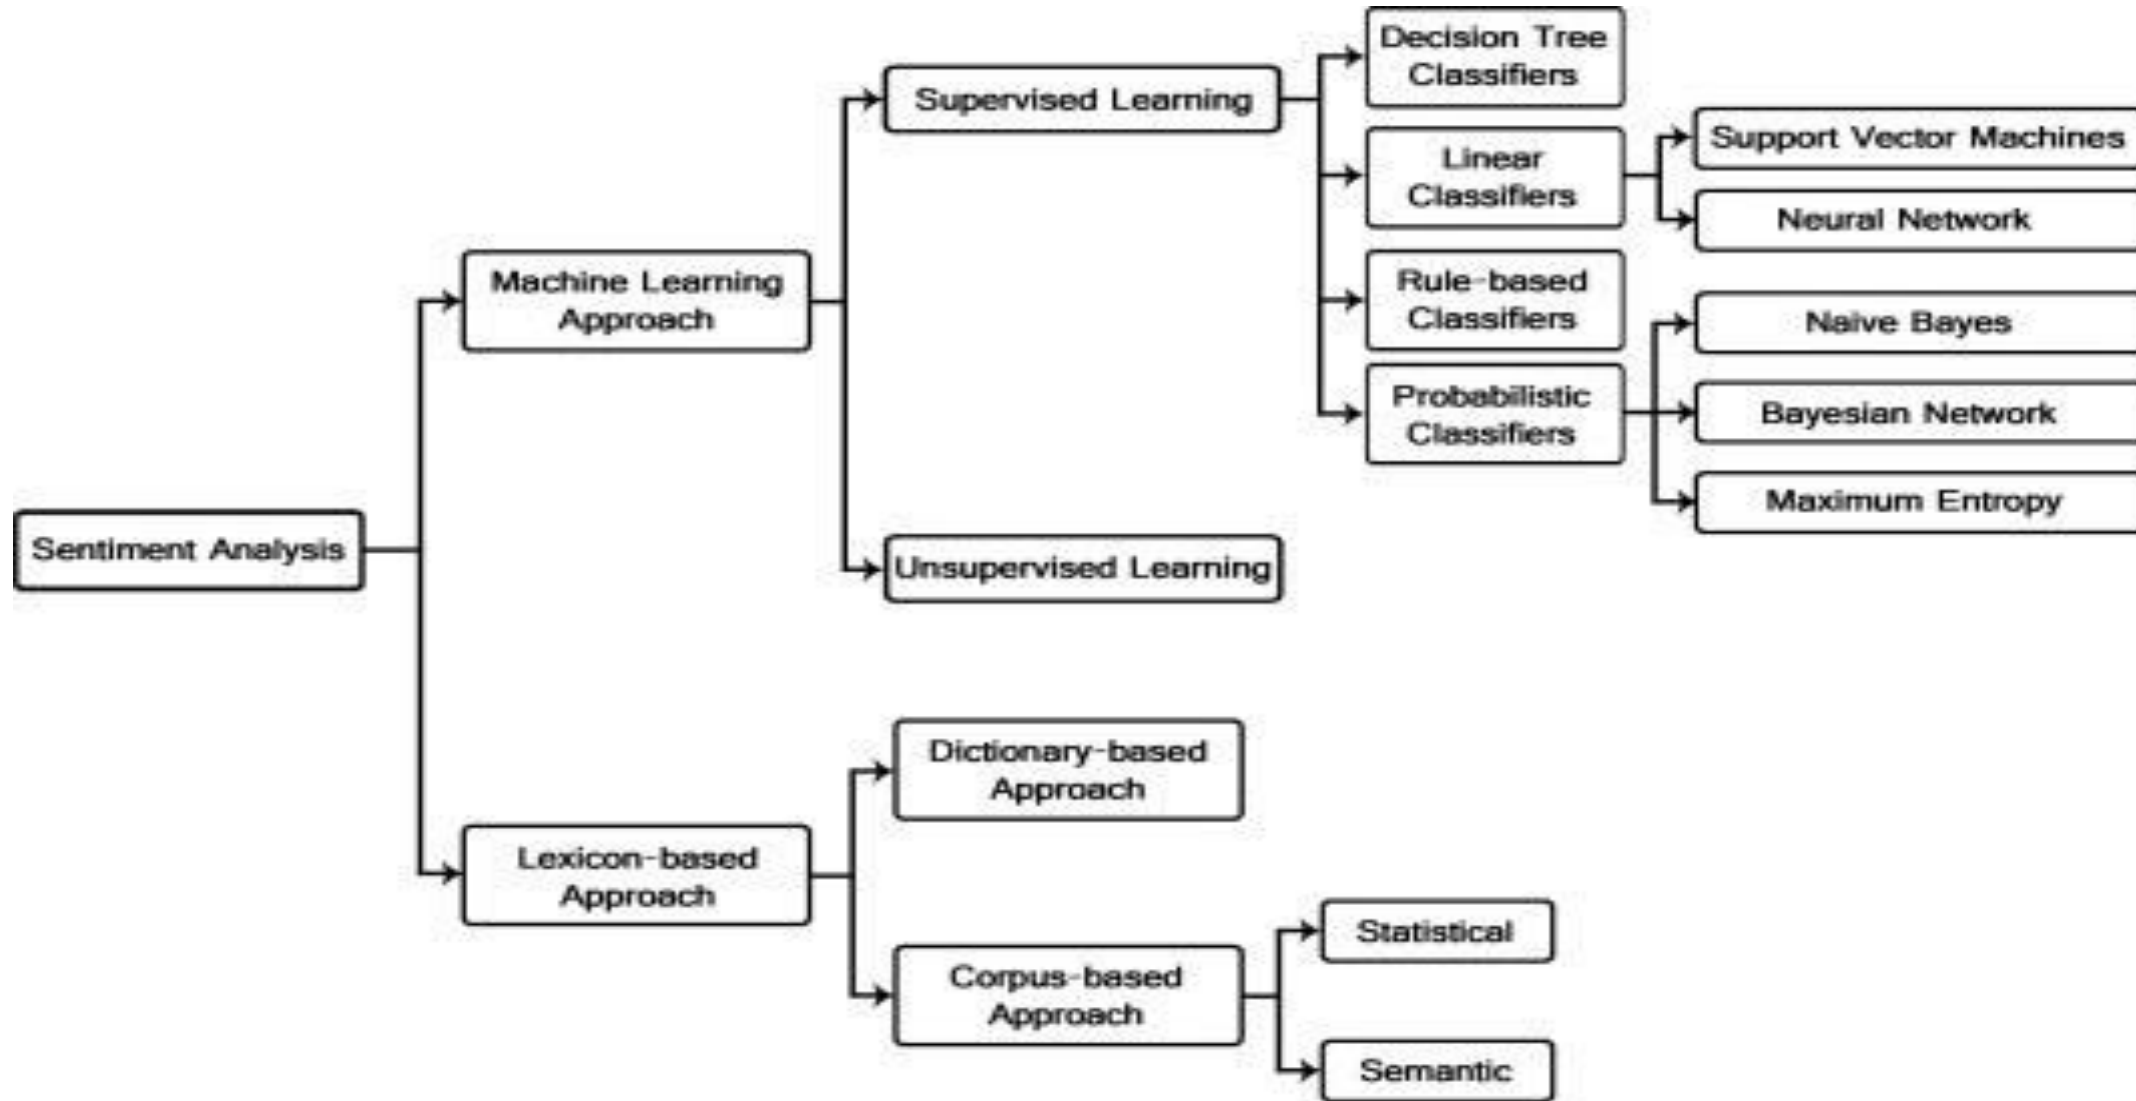 Decision Tree
Classifiers
Supervised Learning
Support Vector Machines
Linear
Classifiers
Neural Network
Machine Learning
Approach
Rule-based
Classifiers
Naive Bayes
Probabilistic
Classifiers
Bayesian Network
Maximum Entropy
Sentiment Analysis
Unsupervised Learning
Dictionary-based
Approach
Lexicon-based
Approach
Statistical
Corpus-based
Approach
Semantic